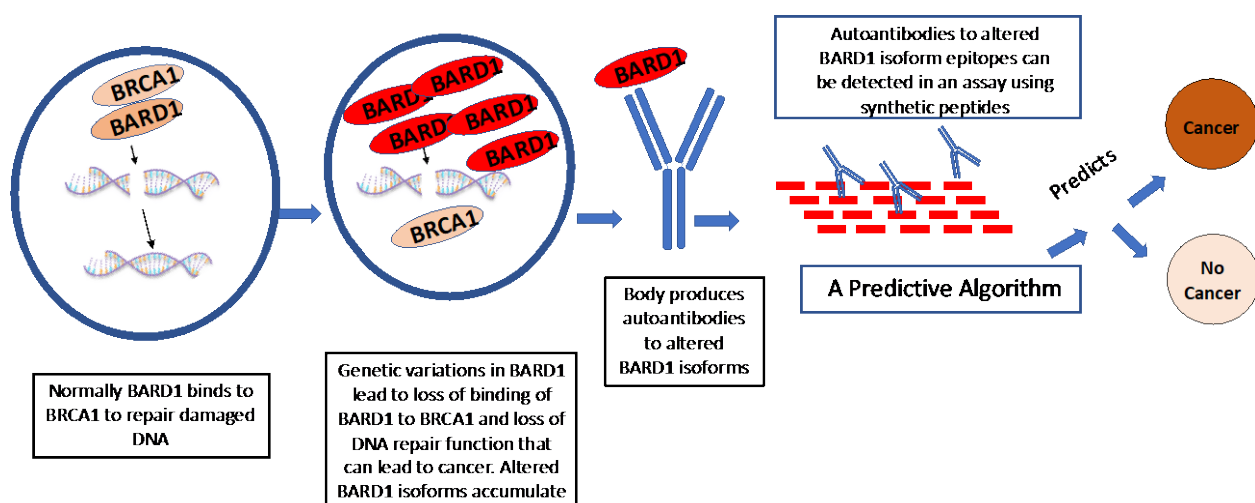 BRCA1
BARD1
Normally BARD1 binds to
BRCA1 to repair damaged
DNA
BARD1
BARD1
BARD1
BARD1
BARD1
BRCA1
Genetic variations in BARD1
lead to loss of binding of
BARD1 to BRCA1 and loss of
DNA repair function that
can lead to cancer. Altered
BARD1 isoforms accumulate
BARD1
Body produces
autoantibodies
to altered
BARD1 isoforms
Autoantibodies to altered
BARD1 isoform epitopes can
be detected in an assay using
synthetic peptides
A Predictive Algorithm
Predicts
Cancer
No
Cancer